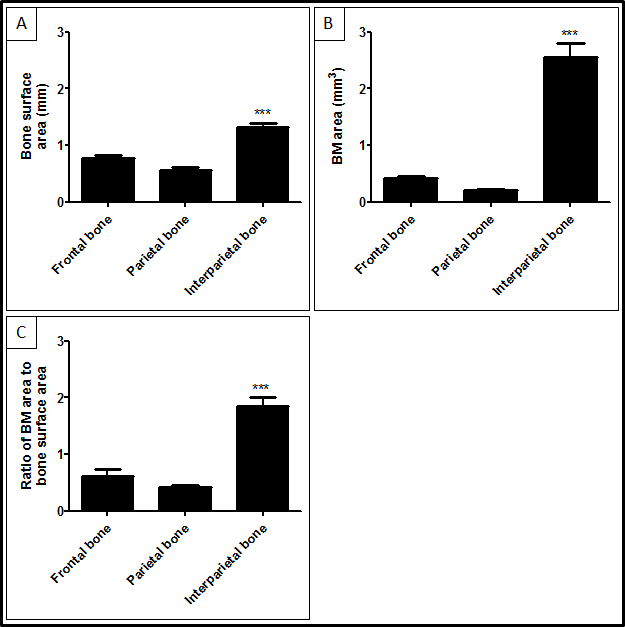 A
Bone surface
area (mm)
3
2
1
0
***
Frontal bone
Parietal bone
Interparietal bone
B
BM area (mm³)
3
2
1
0
***
Frontal bone
Parietal bone
Interparietal bone
C
Ratio of BM area to
bone surface area
3
2
1
0
***
Frontal bone
Parietal bone
Interparietal bone